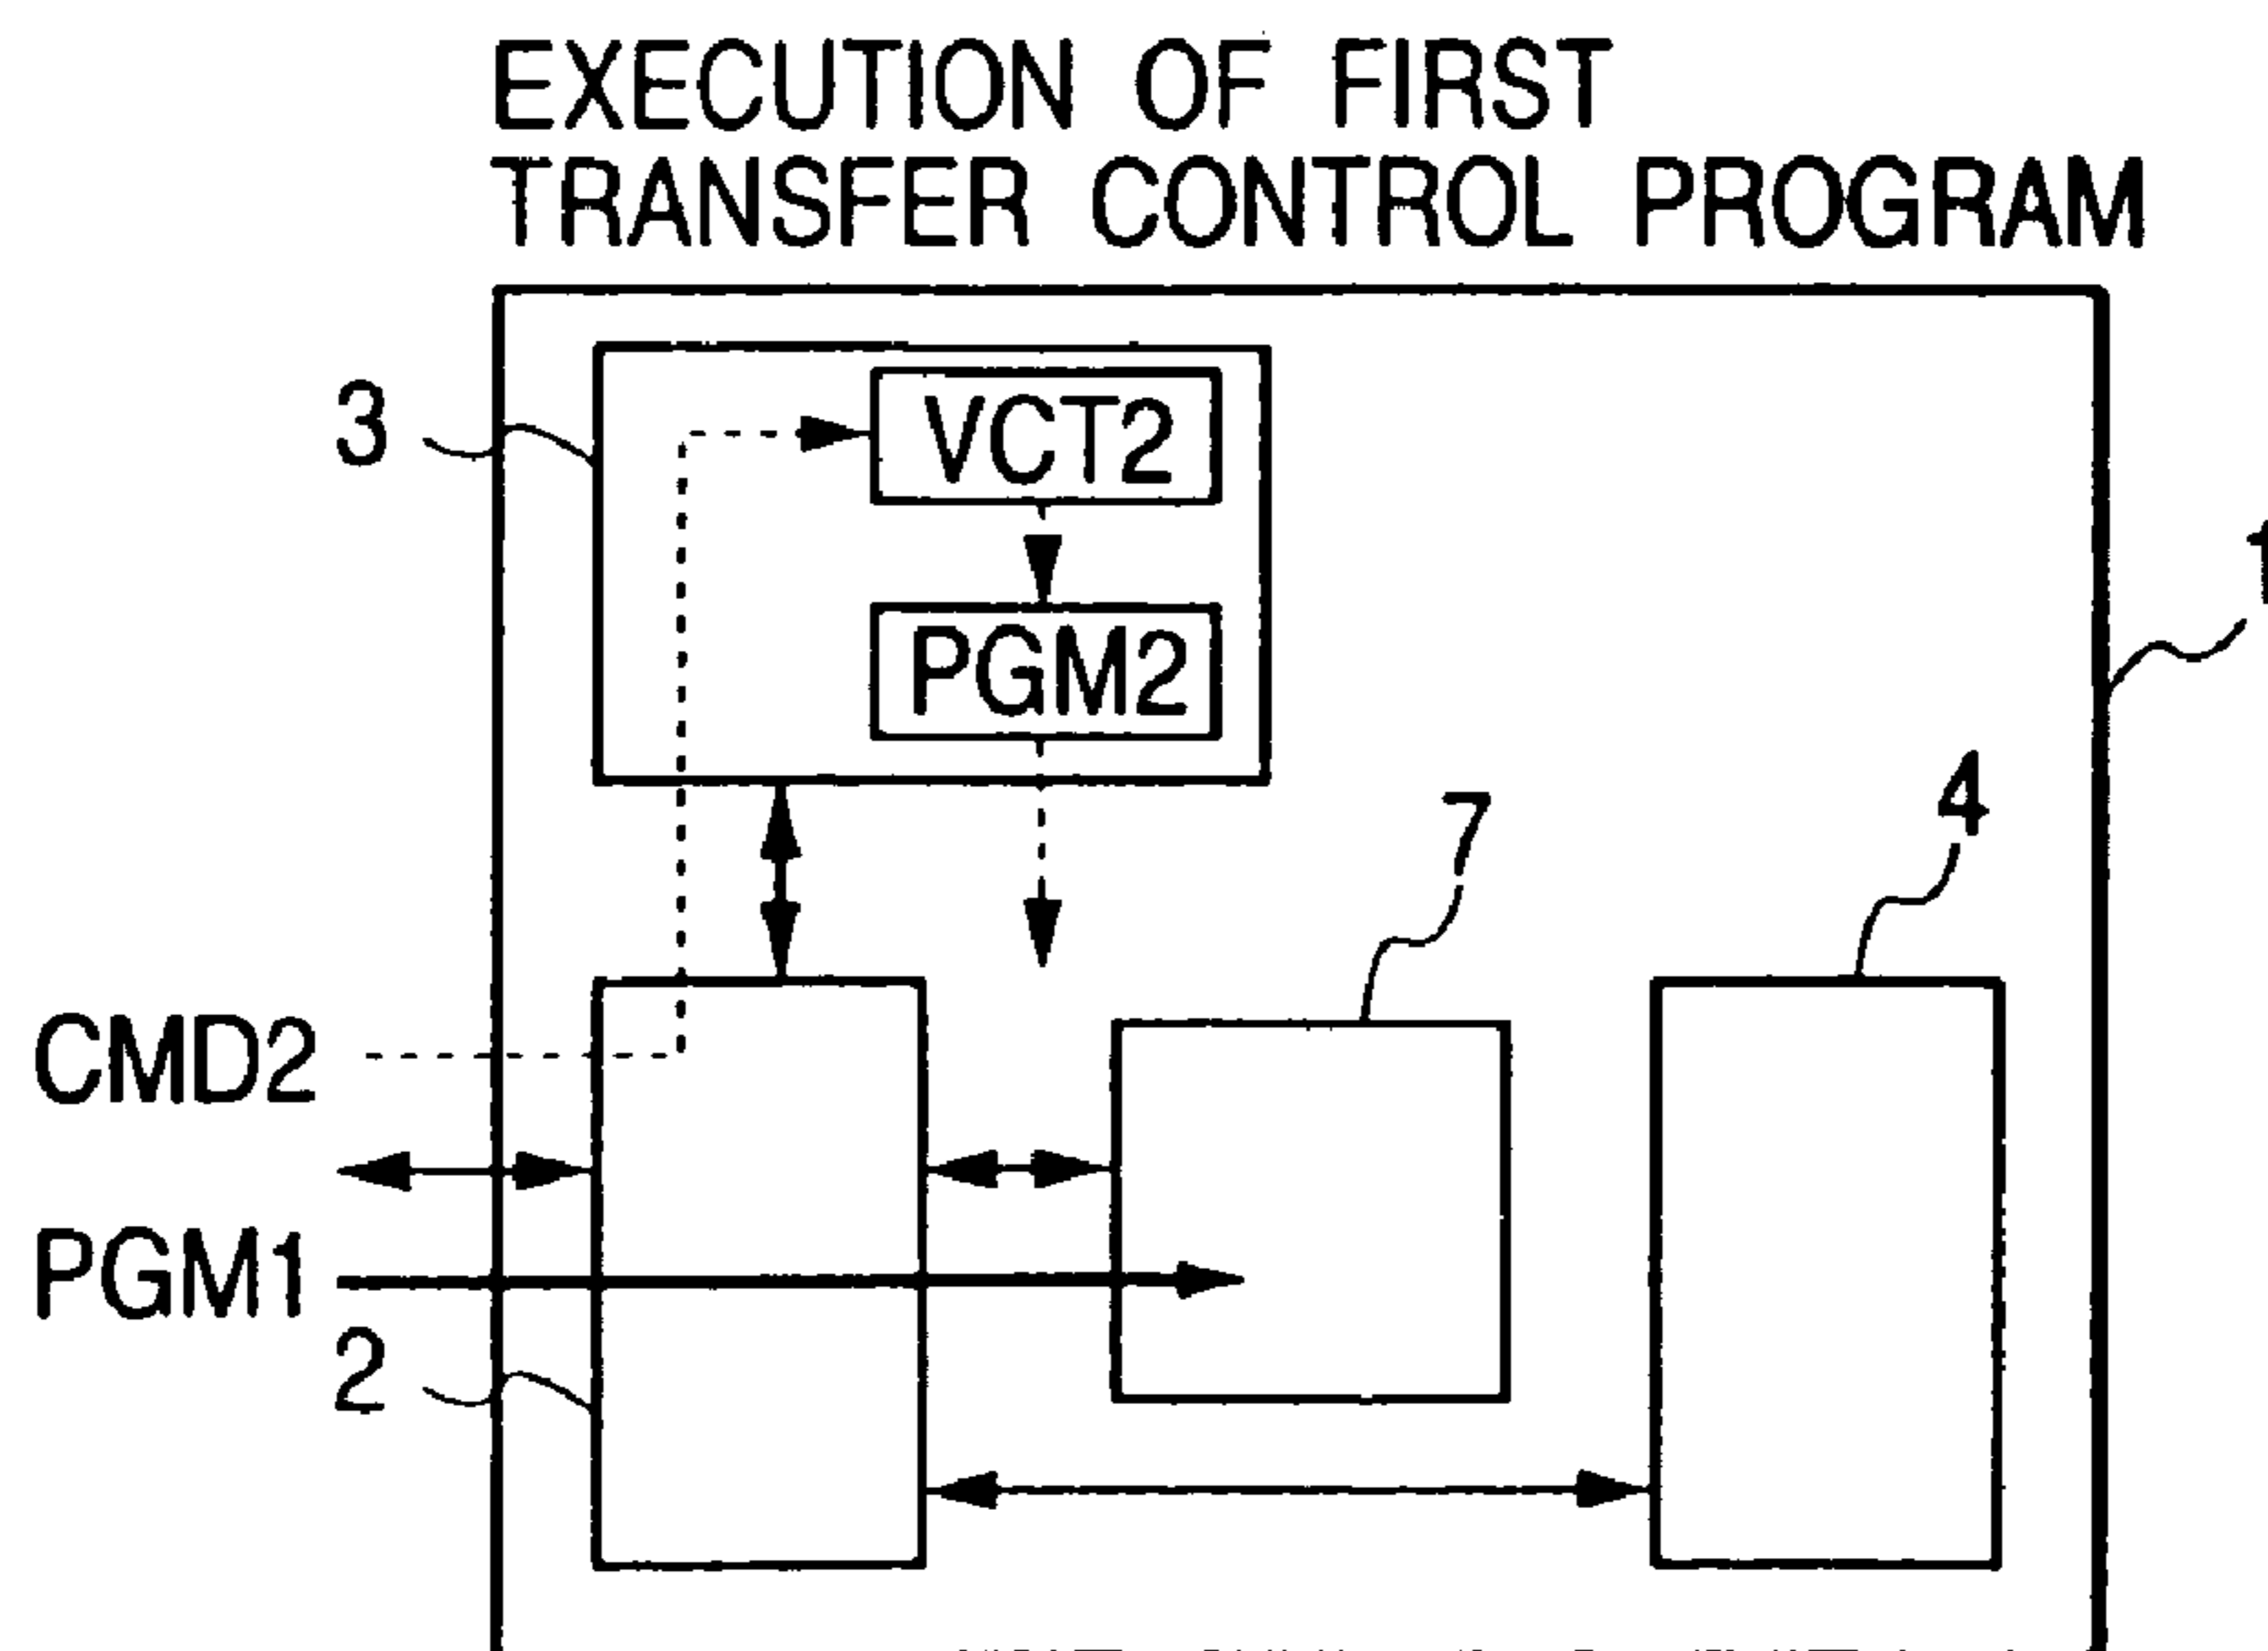 EXECUTION OF FIRST
TRANSFER CONTROL PROGRAM
3
VCT2
1
PGM2
7
4
CMD2
PGM1
2